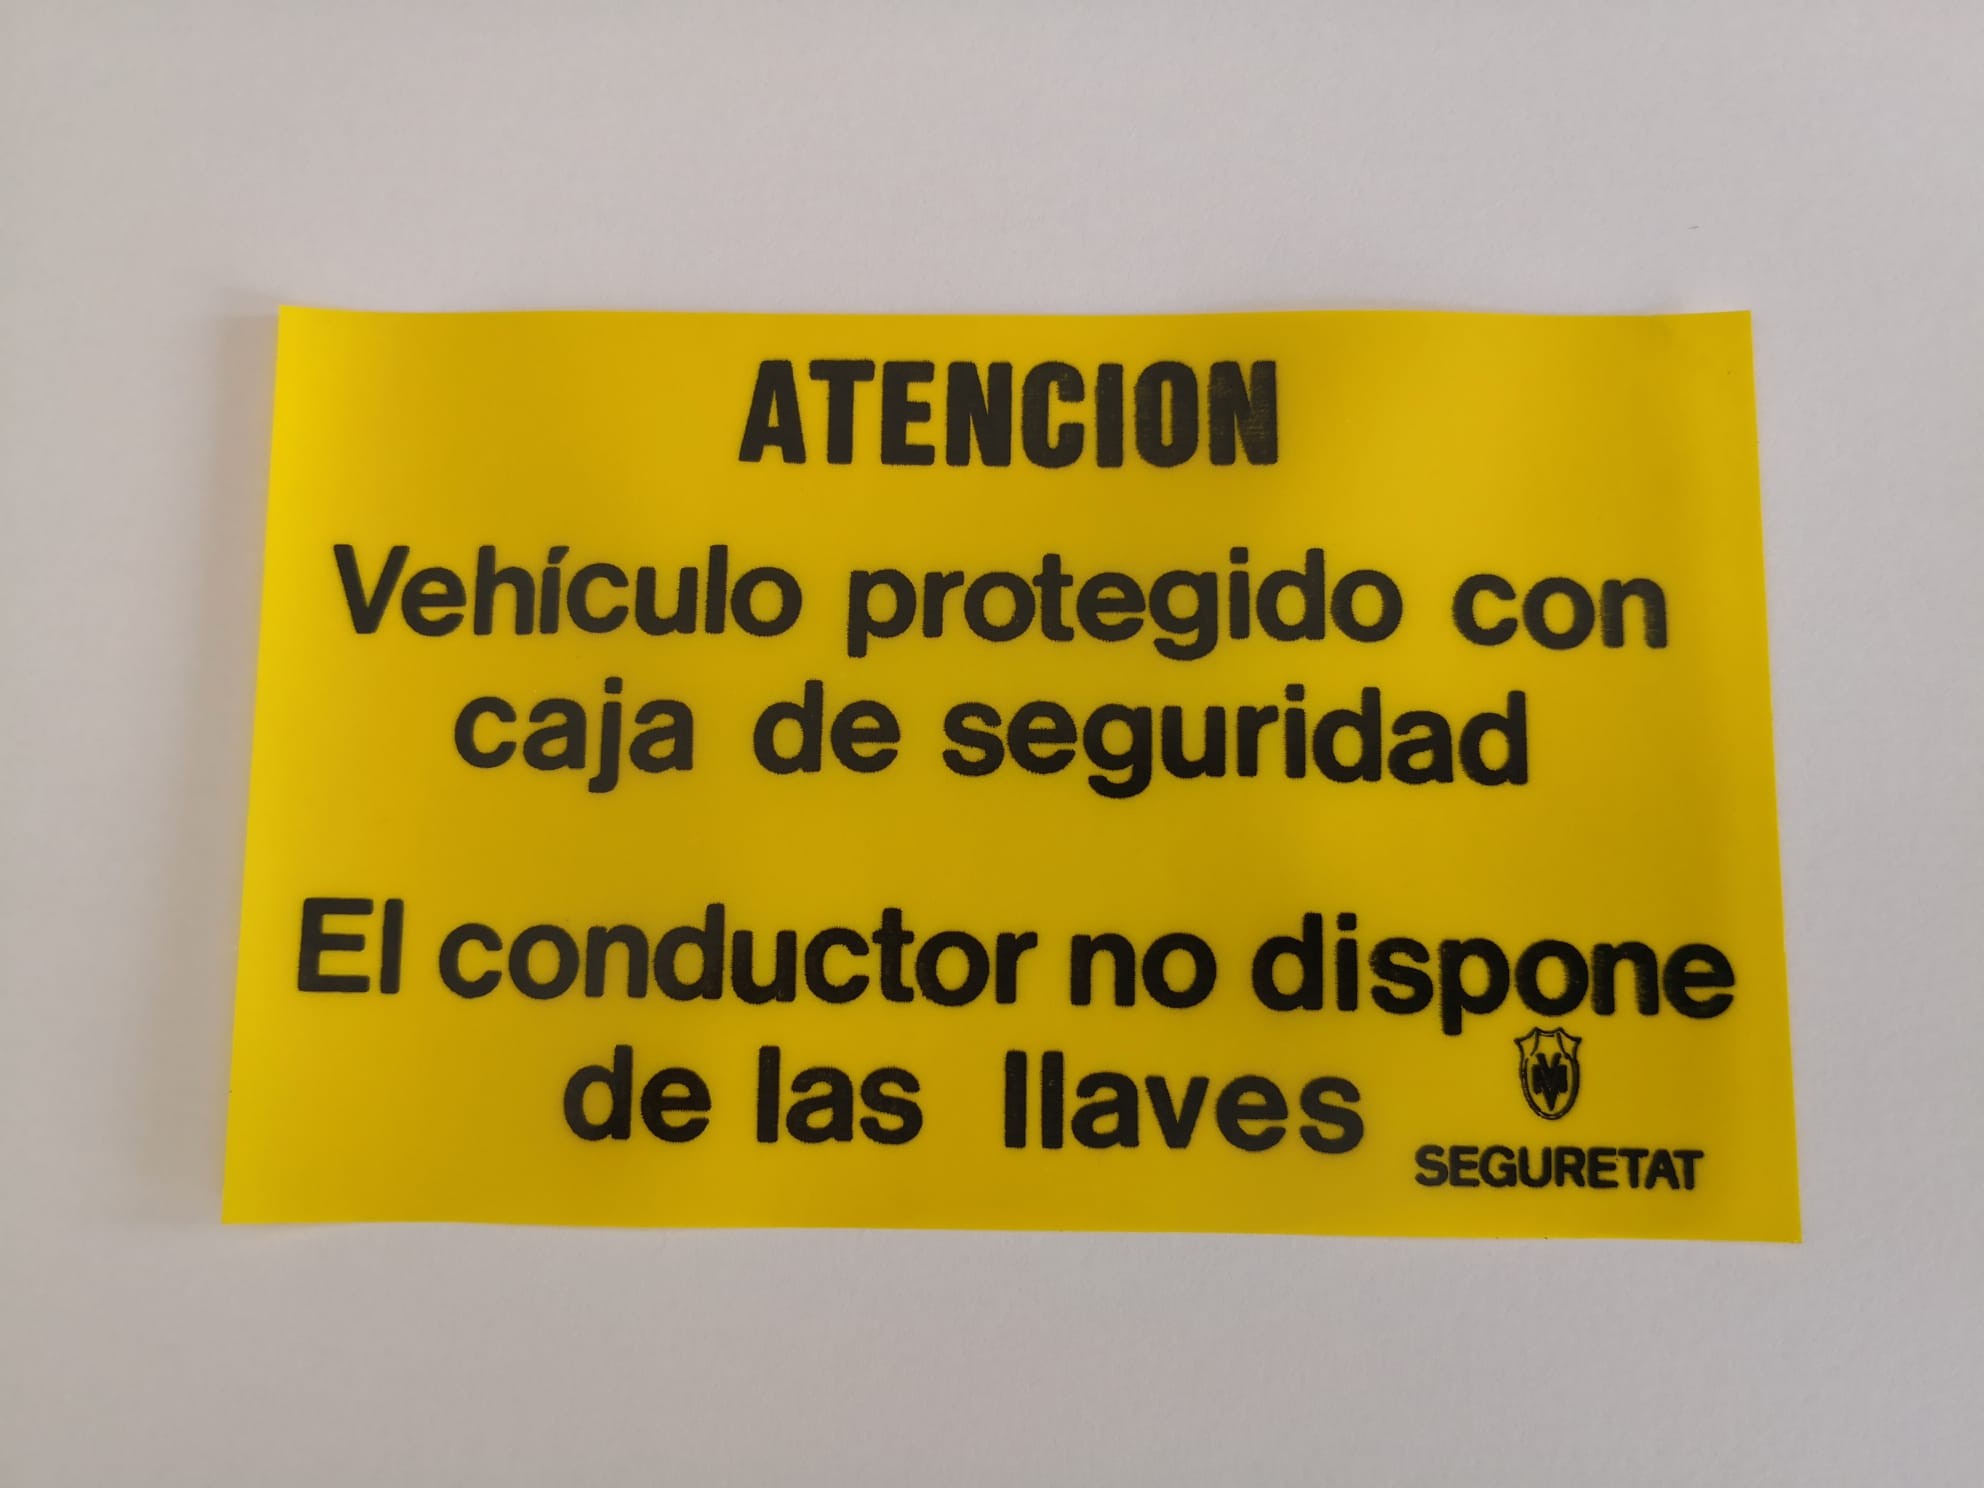 ATENCION
Vehículo protegido con
caja de seguridad
El conductor no dispone
de las llaves
SEGURETAT